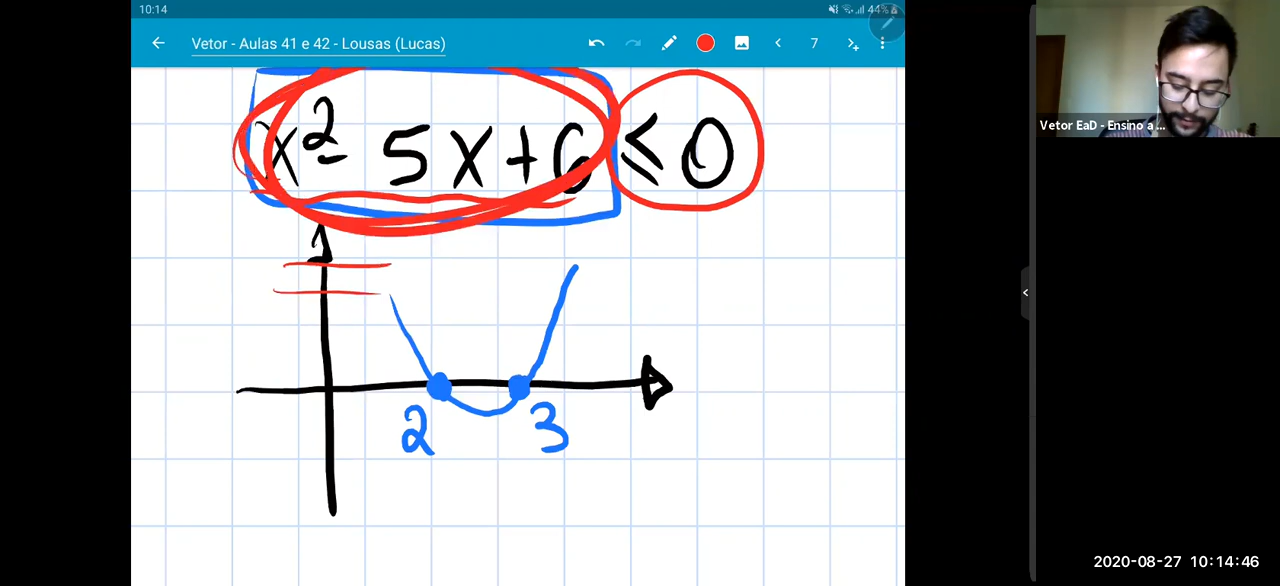 10:14
44%
Vetor - Aulas 41 e 42 - Lousas (Lucas)
7
x² - 5x + 6 ≤ 0
2 3
Vetor EaD - Ensino a ...
2020-08-27 10:14:46